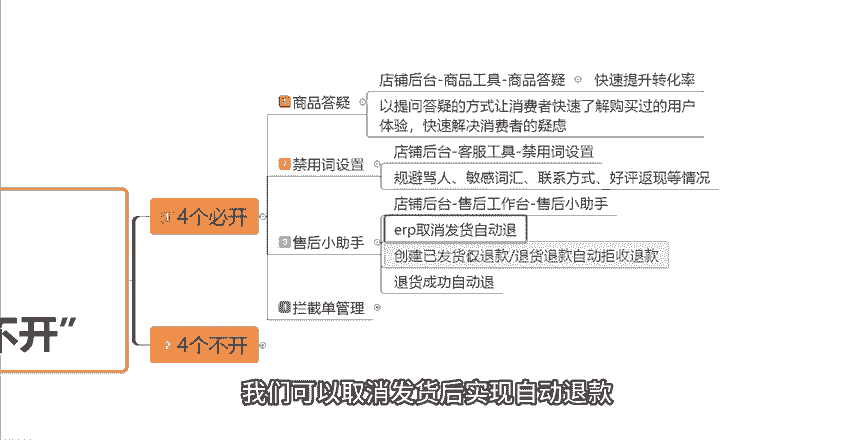 店铺后台-商品工具-商品答疑
快速提升转化率
1 商品答疑
以提问答疑的方式让消费者快速了解购买过的用户
体验，快速解决消费者的疑虑
店铺后台-客服工具-禁用词设置
2 禁用词设置
规避骂人、敏感词汇、联系方式、好评返现等情况
店铺后台-售后工作台-售后小助手
1 4个必开
erp取消发货自动退
3 售后小助手
创建已发货仅退款/退货退款自动拒收退款
退货成功自动退
4 拦截单管理
不开”
2 4个不开
我们可以取消发货后实现自动退款